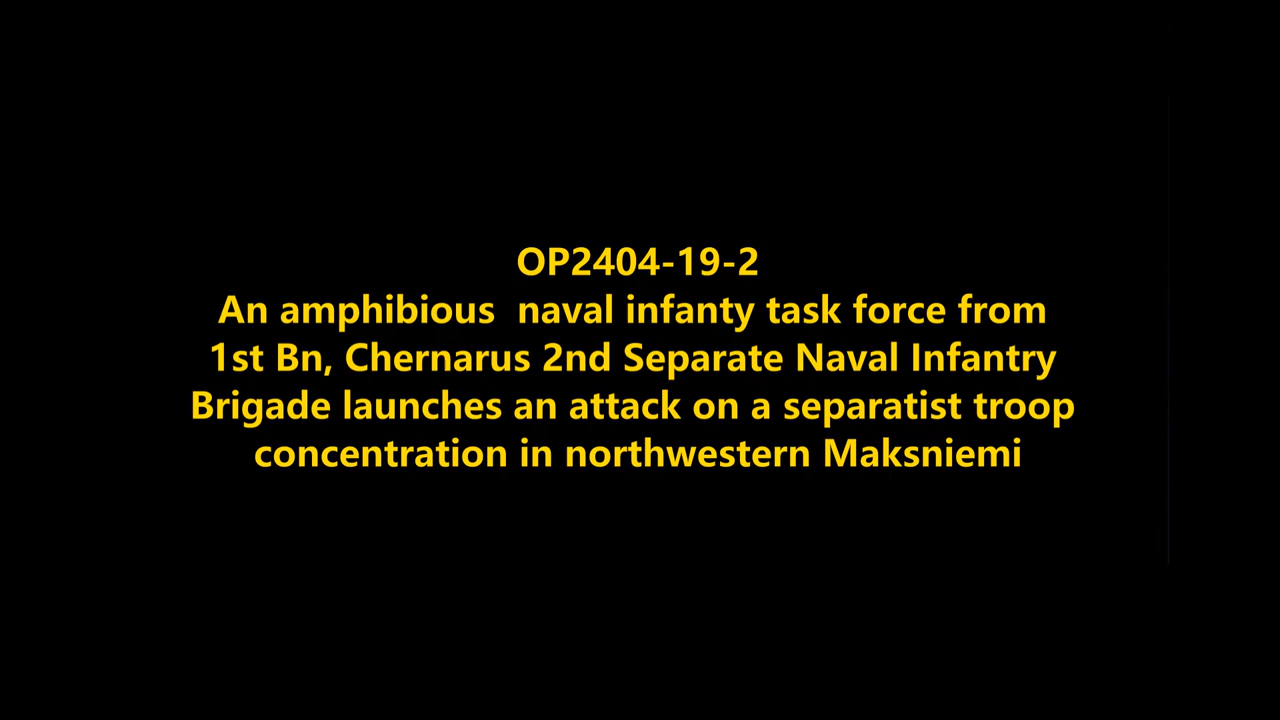 OP2404-19-2
An amphibious  naval infanty task force from
1st Bn, Chernarus 2nd Separate Naval Infantry
Brigade launches an attack on a separatist troop
concentration in northwestern Maksniemi